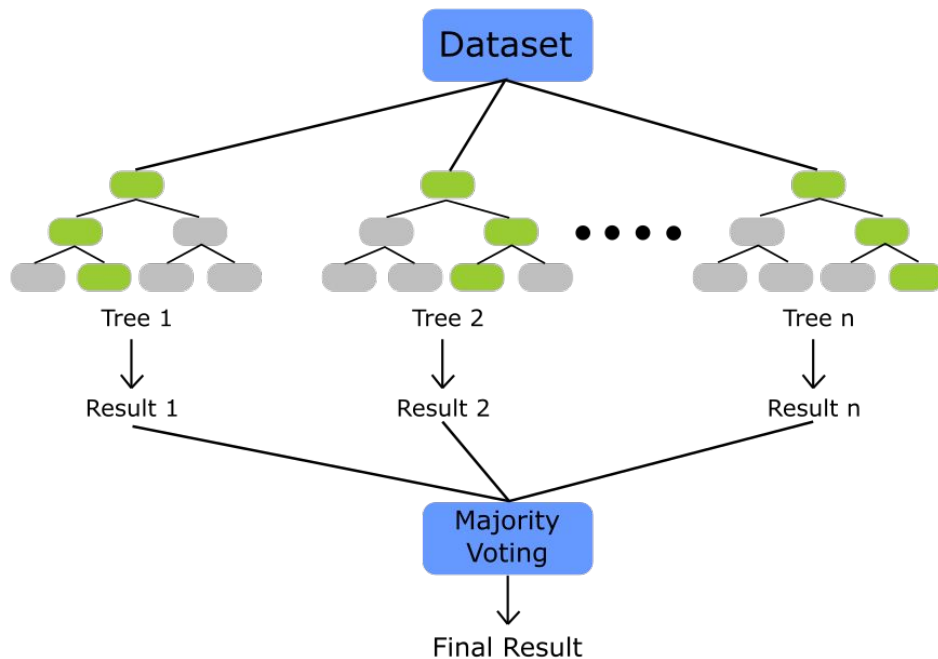 Dataset
Tree 1
Tree 2
Tree n
Result 1
Result 2
Result n
Majority
Voting
Final Result